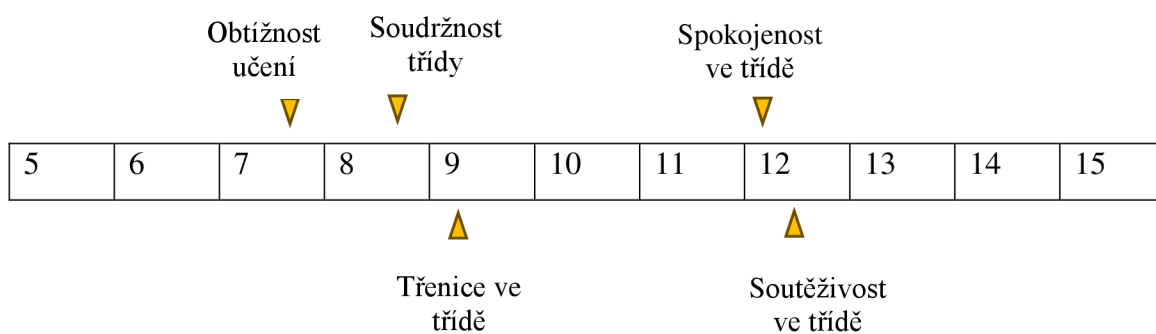 Obtížnost
učení
Soudržnost
třídy
Spokojenost
ve třídě
5 6 7 8 9 10 11 12 13 14 15
Třenice ve
třídě
Soutěživost
ve třídě